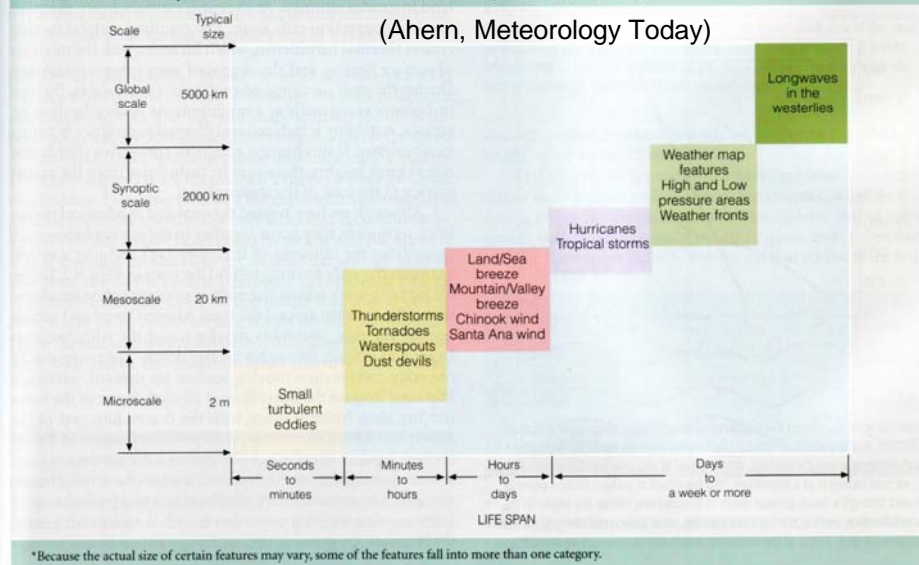 (Ahern, Meteorology Today)
Scale
Typical
size
Global
scale
5000 km
Synoptic
scale
2000 km
Mesoscale
20 km
Microscale
2 m
Small
turbulent
eddies
Thunderstorms
Tornadoes
Waterspouts
Dust devils
Land/Sea
breeze
Mountain/Valley
breeze
Chinook wind
Santa Ana wind
Hurricanes
Tropical storms
Weather map
features
High and Low
pressure areas
Weather fronts
Longwaves
in the
westerlies
Seconds
to
minutes
Minutes
to
hours
Hours
to
days
Days
to
a week or more
LIFE SPAN
*Because the actual size of certain features may vary, some of the features fall into more than one category.